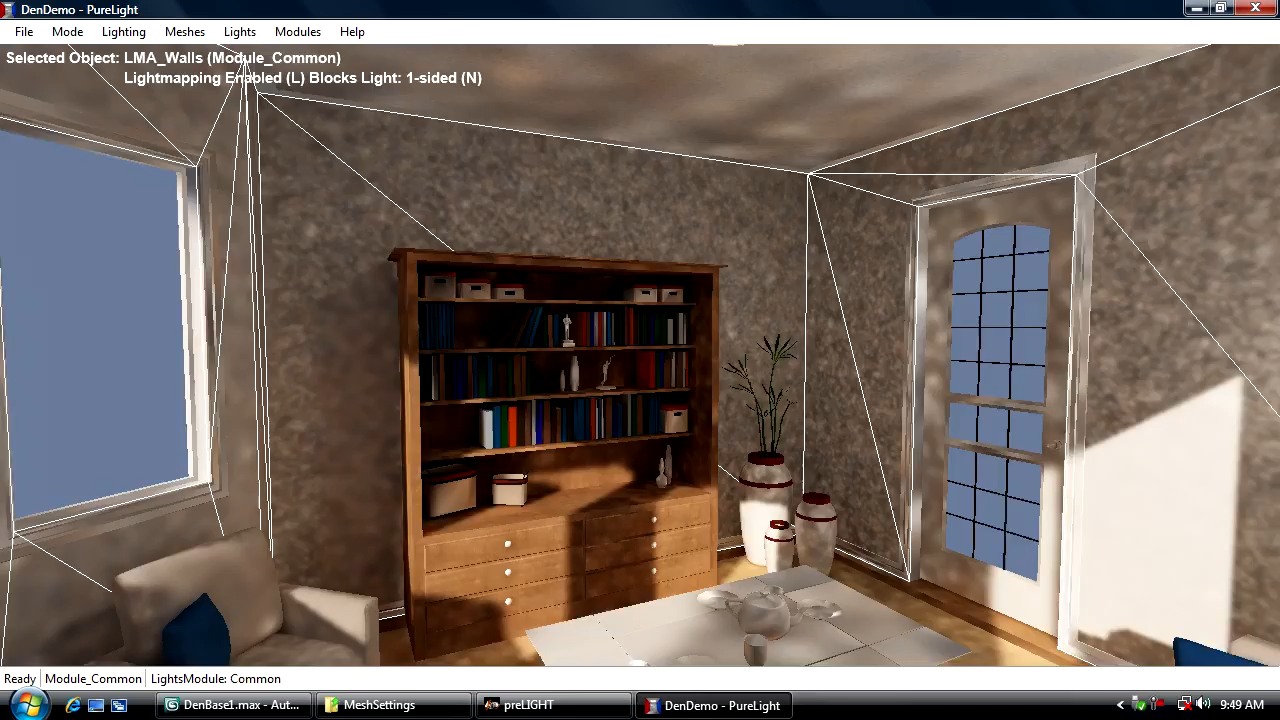 DenDemo - PureLight
File Mode Lighting Meshes Lights Modules Help
Selected Object: LMA_Walls (Module_Common)
Lightmapping Enabled (L) Blocks Light: 1-sided (N)
Ready Module_Common LightsModule: Common
DenBase1.max - Aut... MeshSettings preLIGHT DenDemo - PureLight 9:49 AM